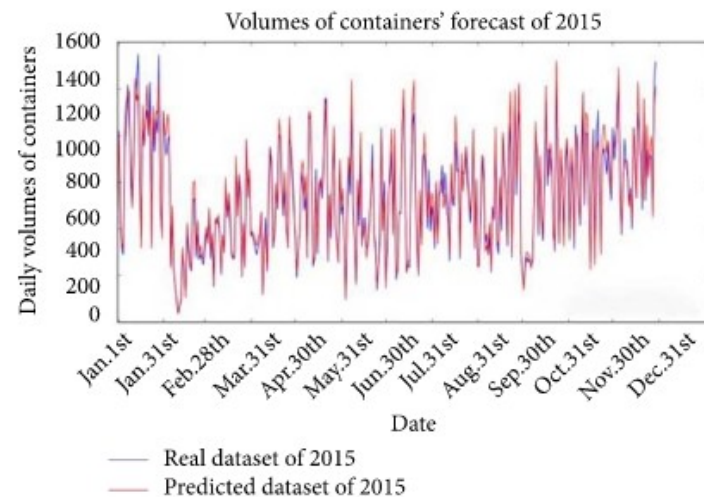 Volumes of containers' forecast of 2015
Daily volumes of containers
1600
1400
1200
1000
800
600
400
200
0
Jan.1st
Jan.31st
Feb.28th
Mar.31st
Apr.30th
May.31st
Jun.30th
Jul.31st
Aug.31st
Sep.30th
Oct.31st
Nov.30th
Dec.31st
Date
Real dataset of 2015
Predicted dataset of 2015